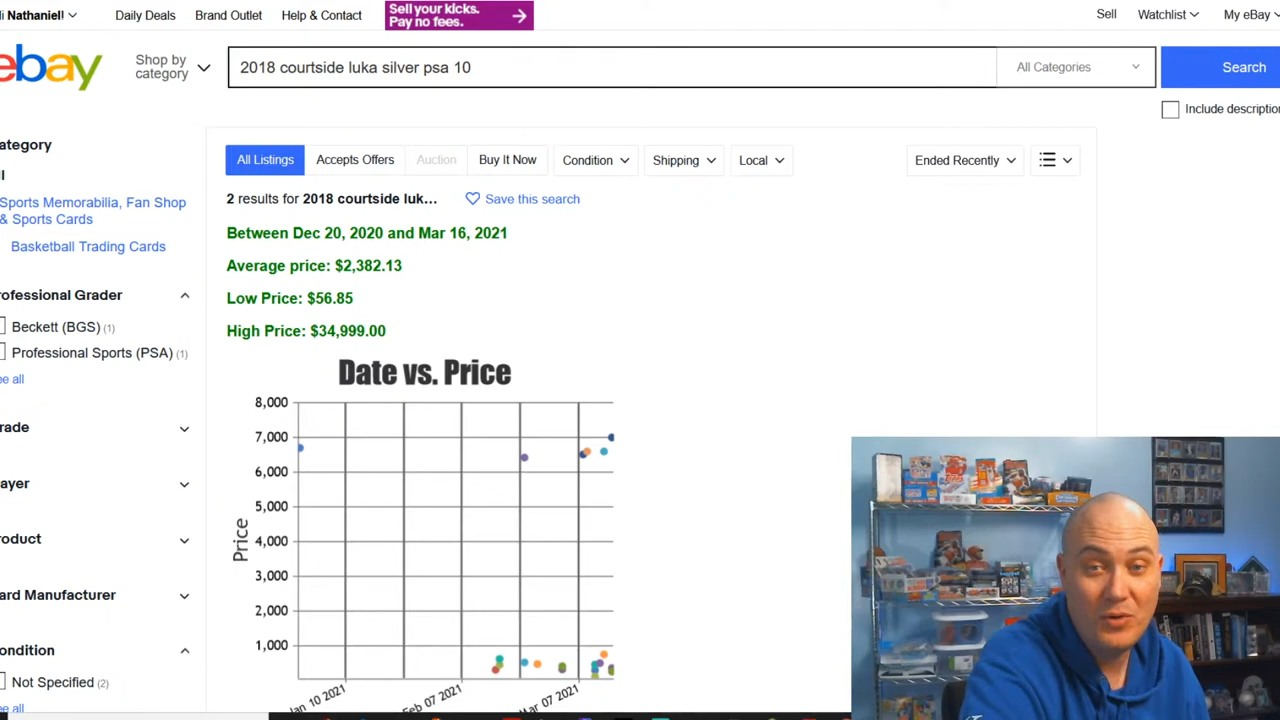 i Nathaniel!
Daily Deals
Brand Outlet
Help & Contact
Sell your kicks.
Pay no fees.
Sell
Watchlist
My eBay
ebay
Shop by
category
2018 courtside luka silver psa 10
All Categories
Search
Include description
ategory
ll
Sports Memorabilia, Fan Shop
& Sports Cards
Basketball Trading Cards
rofessional Grader
Beckett (BGS) (1)
Professional Sports (PSA) (1)
ee all
rade
layer
roduct
ard Manufacturer
ondition
Not Specified (2)
ee all
All Listings
Accepts Offers
Auction
Buy It Now
Condition
Shipping
Local
Ended Recently
2 results for 2018 courtside luk...
Save this search
Between Dec 20, 2020 and Mar 16, 2021
Average price: $2,382.13
Low Price: $56.85
High Price: $34,999.00
Date vs. Price
8,000
7,000
6,000
5,000
4,000
3,000
2,000
1,000
Price
Jan 10 2021
Feb 07 2021
Mar 07 2021